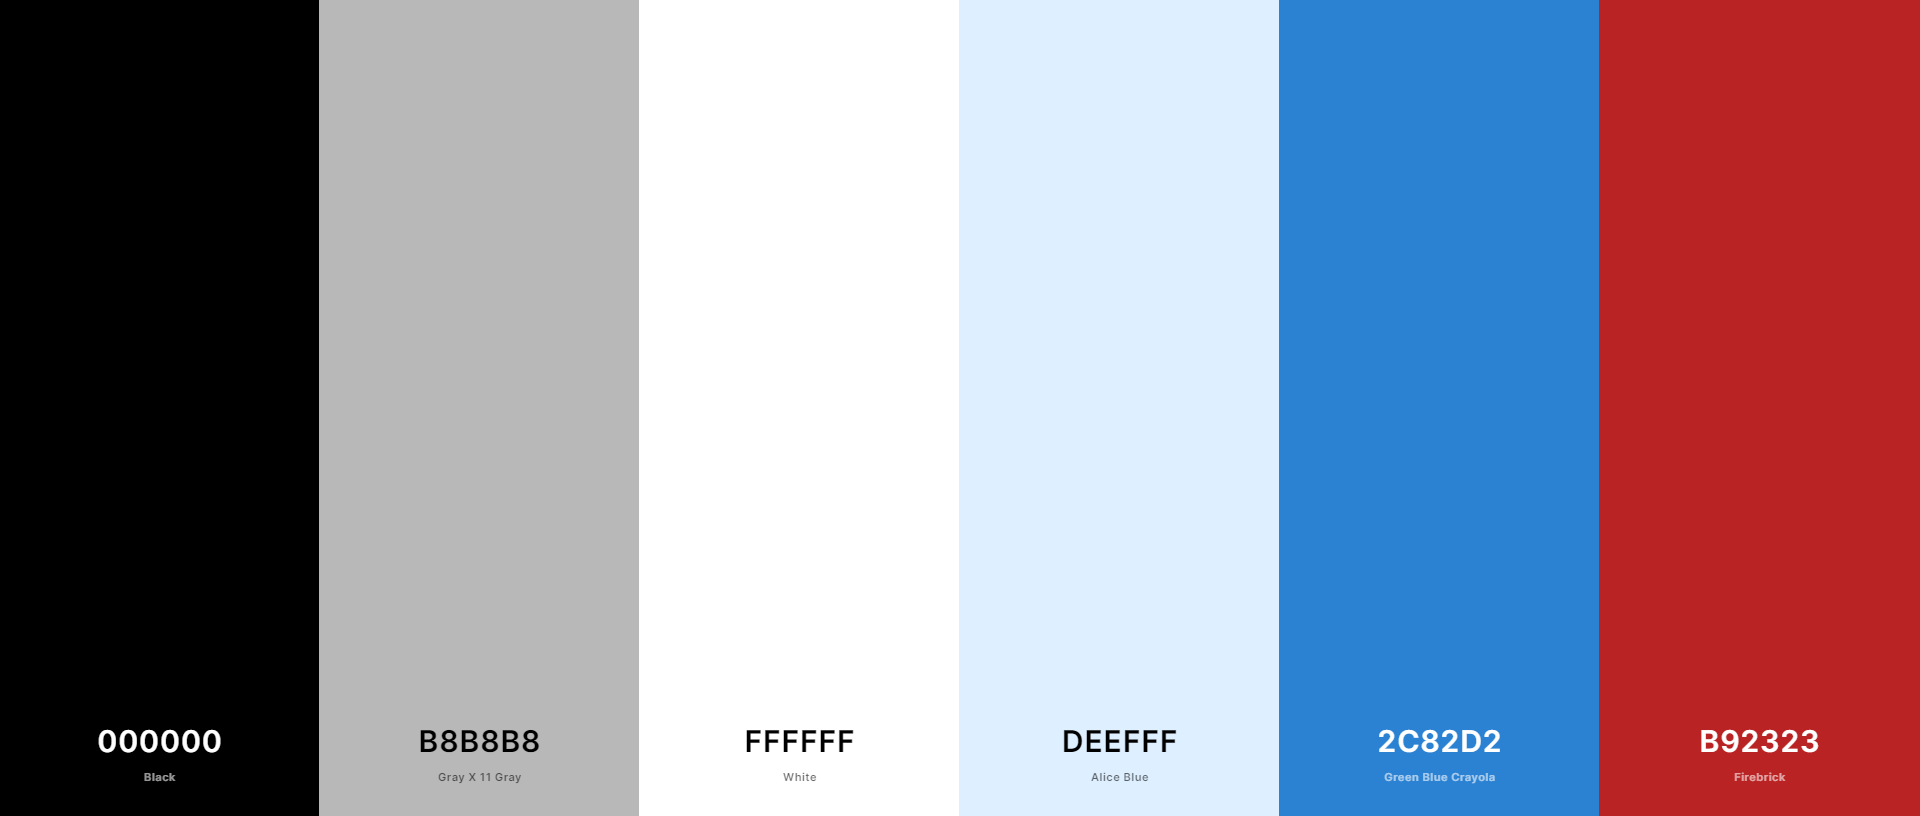 000000
Black
B8B8B8
Gray X 11 Gray
FFFFFF
White
DEEFFF
Alice Blue
2C82D2
Green Blue Crayola
B92323
Firebrick